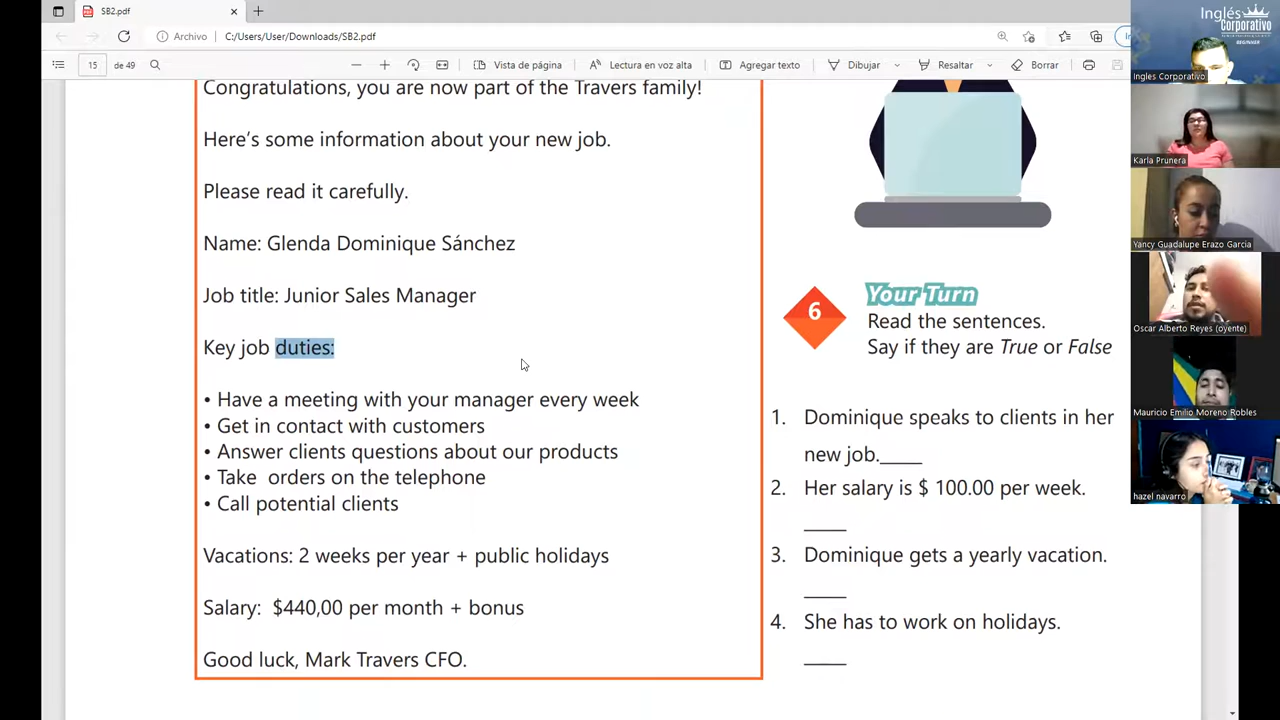 SB2.pdf
Archivo
C:/Users/User/Downloads/SB2.pdf
15 de 49
Vista de página
Lectura en voz alta
Agregar texto
Dibujar
Resaltar
Borrar
Congratulations, you are now part of the Travers family!
Here's some information about your new job.
Please read it carefully.
Name: Glenda Dominique Sánchez
Job title: Junior Sales Manager
Key job duties:
• Have a meeting with your manager every week
• Get in contact with customers
• Answer clients questions about our products
• Take orders on the telephone
• Call potential clients
Vacations: 2 weeks per year + public holidays
Salary: $440,00 per month + bonus
Good luck, Mark Travers CFO.
6
Your Turn
Read the sentences.
Say if they are True or False
1. Dominique speaks to clients in her
new job.____
2. Her salary is $ 100.00 per week.
____
3. Dominique gets a yearly vacation.
____
4. She has to work on holidays.
____
Inglés
Corporativo
BEGINNER
Ingles Corporativo
Karla Prunera
Yancy Guadalupe Erazo Garcia
Oscar Alberto Reyes (oyente)
Mauricio Emilio Moreno Robles
hazel navarro